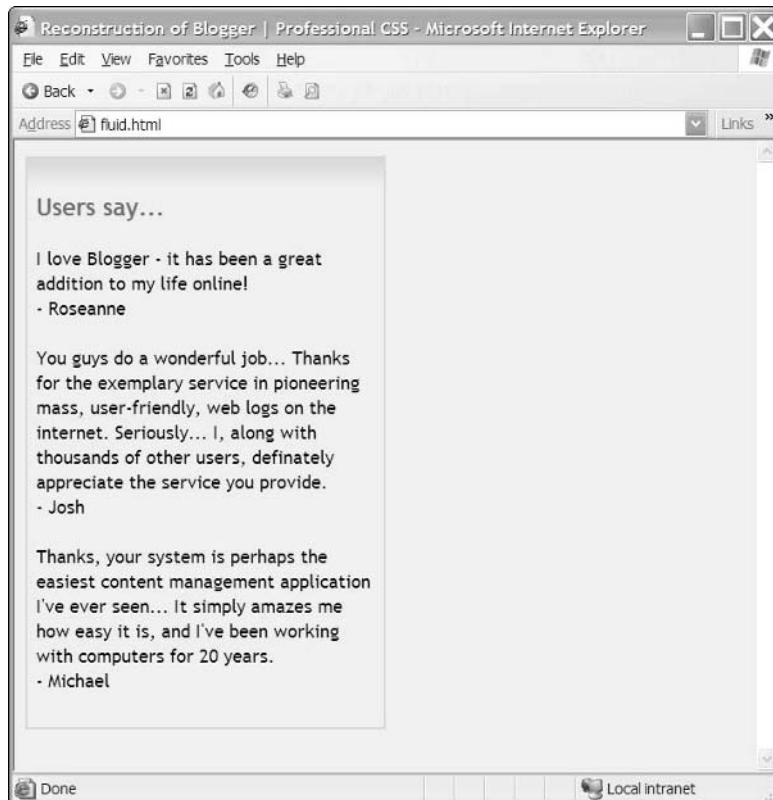 Reconstruction of Blogger | Professional CSS - Microsoft Internet Explorer
File Edit View Favorites Tools Help
Back
Address fluid.html Links »
Users say...
I love Blogger - it has been a great
addition to my life online!
- Roseanne
You guys do a wonderful job... Thanks
for the exemplary service in pioneering
mass, user-friendly, web logs on the
internet. Seriously... I, along with
thousands of other users, definately
appreciate the service you provide.
- Josh
Thanks, your system is perhaps the
easiest content management application
I've ever seen... It simply amazes me
how easy it is, and I've been working
with computers for 20 years.
- Michael
Done Local intranet